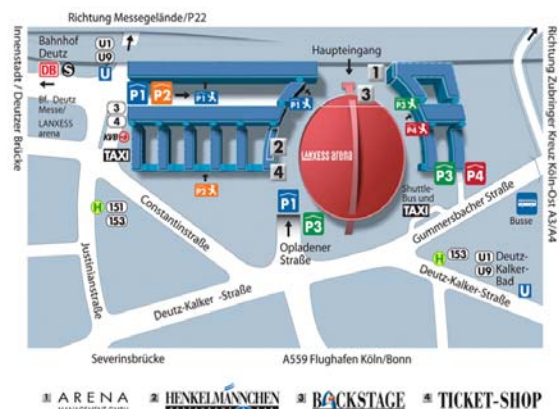 Richtung Messegelände/P22
Innenstadt / Deutzer Brücke
Bahnhof
Deutz
U1
U9
DB
S
U
Bf. Deutz
Messe/
LANXESS
arena
Haupteingang
Richtung Zubringer Kreuz Köln-Ost A3/A4
1
P1
P2
P1
P1
3
P3
P4
3
4
KVB
TAXI
2
4
LANXESS arena
P2
P3
P4
H
151
153
P1
P3
Shuttle-
Bus und
TAXI
Busse
Constantinstraße
Justinianstraße
Opladener
Straße
Gummersbacher Straße
H
153
U1
U9
Deutz-
Kalker-
Bad
U
Deutz-Kalker -Straße
Deutz-Kalker-Straße
Severinsbrücke
A559 Flughafen Köln/Bonn
1 ARENA
MANAGEMENT GMBH
2 HENKELMÄNNCHEN
3 BACKSTAGE
4 TICKET-SHOP